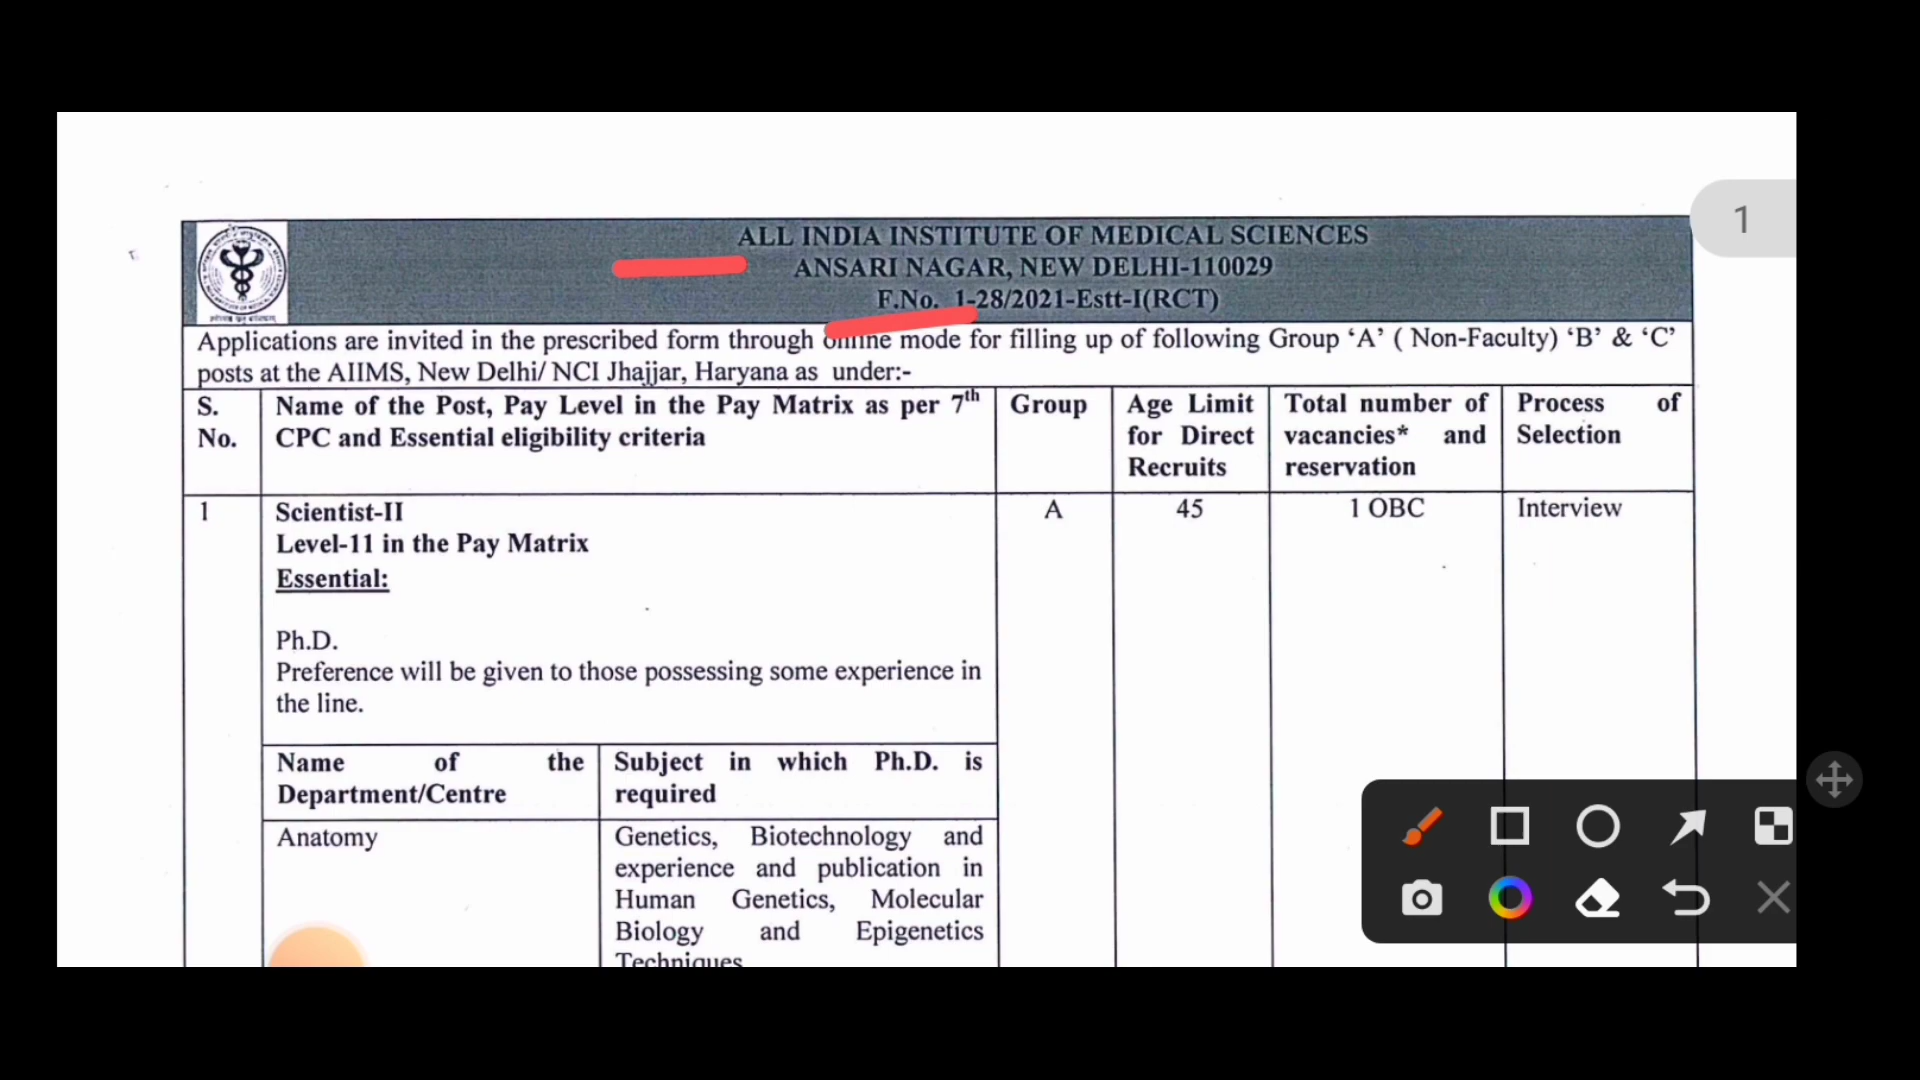 1
ALL INDIA INSTITUTE OF MEDICAL SCIENCES
ANSARI NAGAR, NEW DELHI-110029
F.No. 1-28/2021-Estt-I(RCT)
Applications are invited in the prescribed form through online mode for filling up of following Group ‘A’ ( Non-Faculty) ‘B’ & ‘C’
posts at the AIIMS, New Delhi/ NCI Jhajjar, Haryana as under:-
S. No.
Name of the Post, Pay Level in the Pay Matrix as per 7th
CPC and Essential eligibility criteria
Group
Age Limit
for Direct
Recruits
Total number of
vacancies* and
reservation
Process of
Selection
1
Scientist-II
Level-11 in the Pay Matrix
Essential:
Ph.D.
Preference will be given to those possessing some experience in
the line.
A
45
1 OBC
Interview
Name of the
Department/Centre
Subject in which Ph.D. is
required
Anatomy
Genetics, Biotechnology and
experience and publication in
Human Genetics, Molecular
Biology and Epigenetics
Techniques